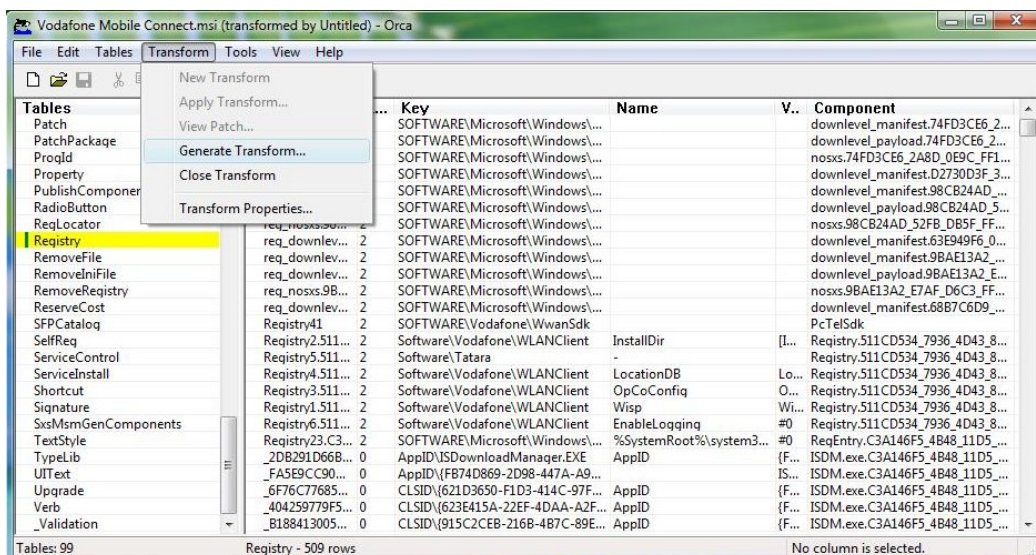 Vodafone Mobile Connect.msi (transformed by Untitled) - Orca
File Edit Tables Transform Tools View Help
New Transform
Apply Transform...
View Patch...
Generate Transform...
Close Transform
Transform Properties...
Tables ... Key Name V.. Component
Patch SOFTWARE\Microsoft\Windows\... downlevel_manifest.74FD3CE6_2...
PatchPackage SOFTWARE\Microsoft\Windows\... downlevel_payload.74FD3CE6_2...
ProgId SOFTWARE\Microsoft\Windows\... nosxs.74FD3CE6_2A8D_0E9C_FF1...
Property SOFTWARE\Microsoft\Windows\... downlevel_manifest.D2730D3F_3...
PublishComponen SOFTWARE\Microsoft\Windows\... downlevel_manifest.98CB24AD_...
RadioButton SOFTWARE\Microsoft\Windows\... downlevel_payload.98CB24AD_5...
RegLocator reg_nosxs.98... 2 SOFTWARE\Microsoft\Windows\... nosxs.98CB24AD_52FB_DB5F_FF...
Registry reg_downlev... 2 SOFTWARE\Microsoft\Windows\... downlevel_manifest.63E949F6_0...
RemoveFile reg_downlev... 2 SOFTWARE\Microsoft\Windows\... downlevel_manifest.9BAE13A2_...
RemoveIniFile reg_downlev... 2 SOFTWARE\Microsoft\Windows\... downlevel_payload.9BAE13A2_E...
RemoveRegistry reg_nosxs.9B... 2 SOFTWARE\Microsoft\Windows\... nosxs.9BAE13A2_E7AF_D6C3_FF...
ReserveCost reg_downlev... 2 SOFTWARE\Microsoft\Windows\... downlevel_manifest.68B7C6D9_...
SFPCatalog Registry41 2 SOFTWARE\Vodafone\WwanSdk PcTelSdk
SelfReg Registry2.511... 2 Software\Vodafone\WLANClient InstallDir [I... Registry.511CD534_7936_4D43_8...
ServiceControl Registry5.511... 2 Software\Tatara - Registry.511CD534_7936_4D43_8...
ServiceInstall Registry4.511... 2 Software\Vodafone\WLANClient LocationDB Lo... Registry.511CD534_7936_4D43_8...
Shortcut Registry3.511... 2 Software\Vodafone\WLANClient OpCoConfig O... Registry.511CD534_7936_4D43_8...
Signature Registry1.511... 2 Software\Vodafone\WLANClient Wisp Wi... Registry.511CD534_7936_4D43_8...
SxsMsmGenComponents Registry6.511... 2 Software\Vodafone\WLANClient EnableLogging #0 Registry.511CD534_7936_4D43_8...
TextStyle Registry23.C3... 2 SOFTWARE\Microsoft\Windows\... %SystemRoot%\system3... #0 RegEntry.C3A146F5_4B48_11D5_...
TypeLib _2DB291D66B... 0 AppID\ISDownloadManager.EXE AppID {F... ISDM.exe.C3A146F5_4B48_11D5_...
UIText _FA5E9CC90... 0 AppID\{FB74D869-2D98-447A-A9... IS... ISDM.exe.C3A146F5_4B48_11D5_...
Upgrade _6F76C77685... 0 CLSID\{621D3650-F1D3-414C-97F... AppID {F... ISDM.exe.C3A146F5_4B48_11D5_...
Verb _404259779F5... 0 CLSID\{623E415A-22EF-4DAA-A2F... AppID {F... ISDM.exe.C3A146F5_4B48_11D5_...
_Validation _B188413005... 0 CLSID\{915C2CEB-216B-4B7C-89E... AppID {F... ISDM.exe.C3A146F5_4B48_11D5_...
Tables: 99 Registry - 509 rows No column is selected.